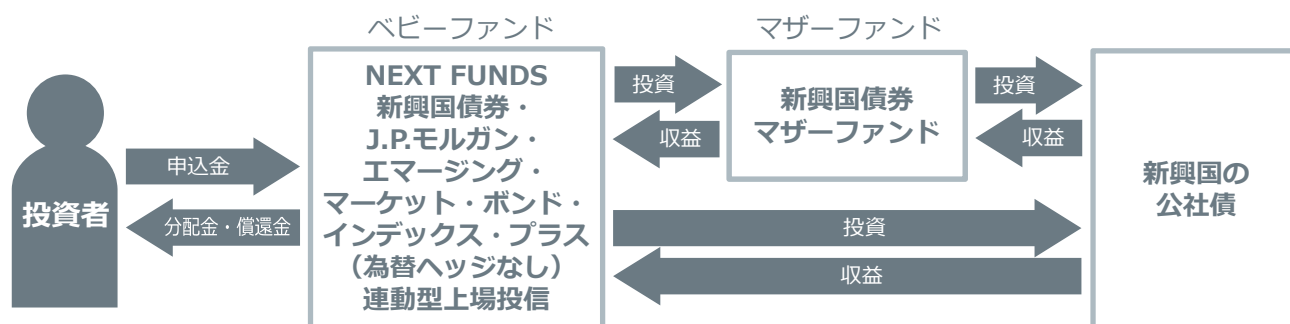 ベビーファンド
マザーファンド
NEXT FUNDS
新興国債券・
J.P.モルガン・
エマージング・
マーケット・ボンド・
インデックス・プラス
（為替ヘッジなし）
連動型上場投信
投資者
申込金
分配金・償還金
投資
収益
新興国債券
マザーファンド
投資
収益
投資
収益
新興国の
公社債